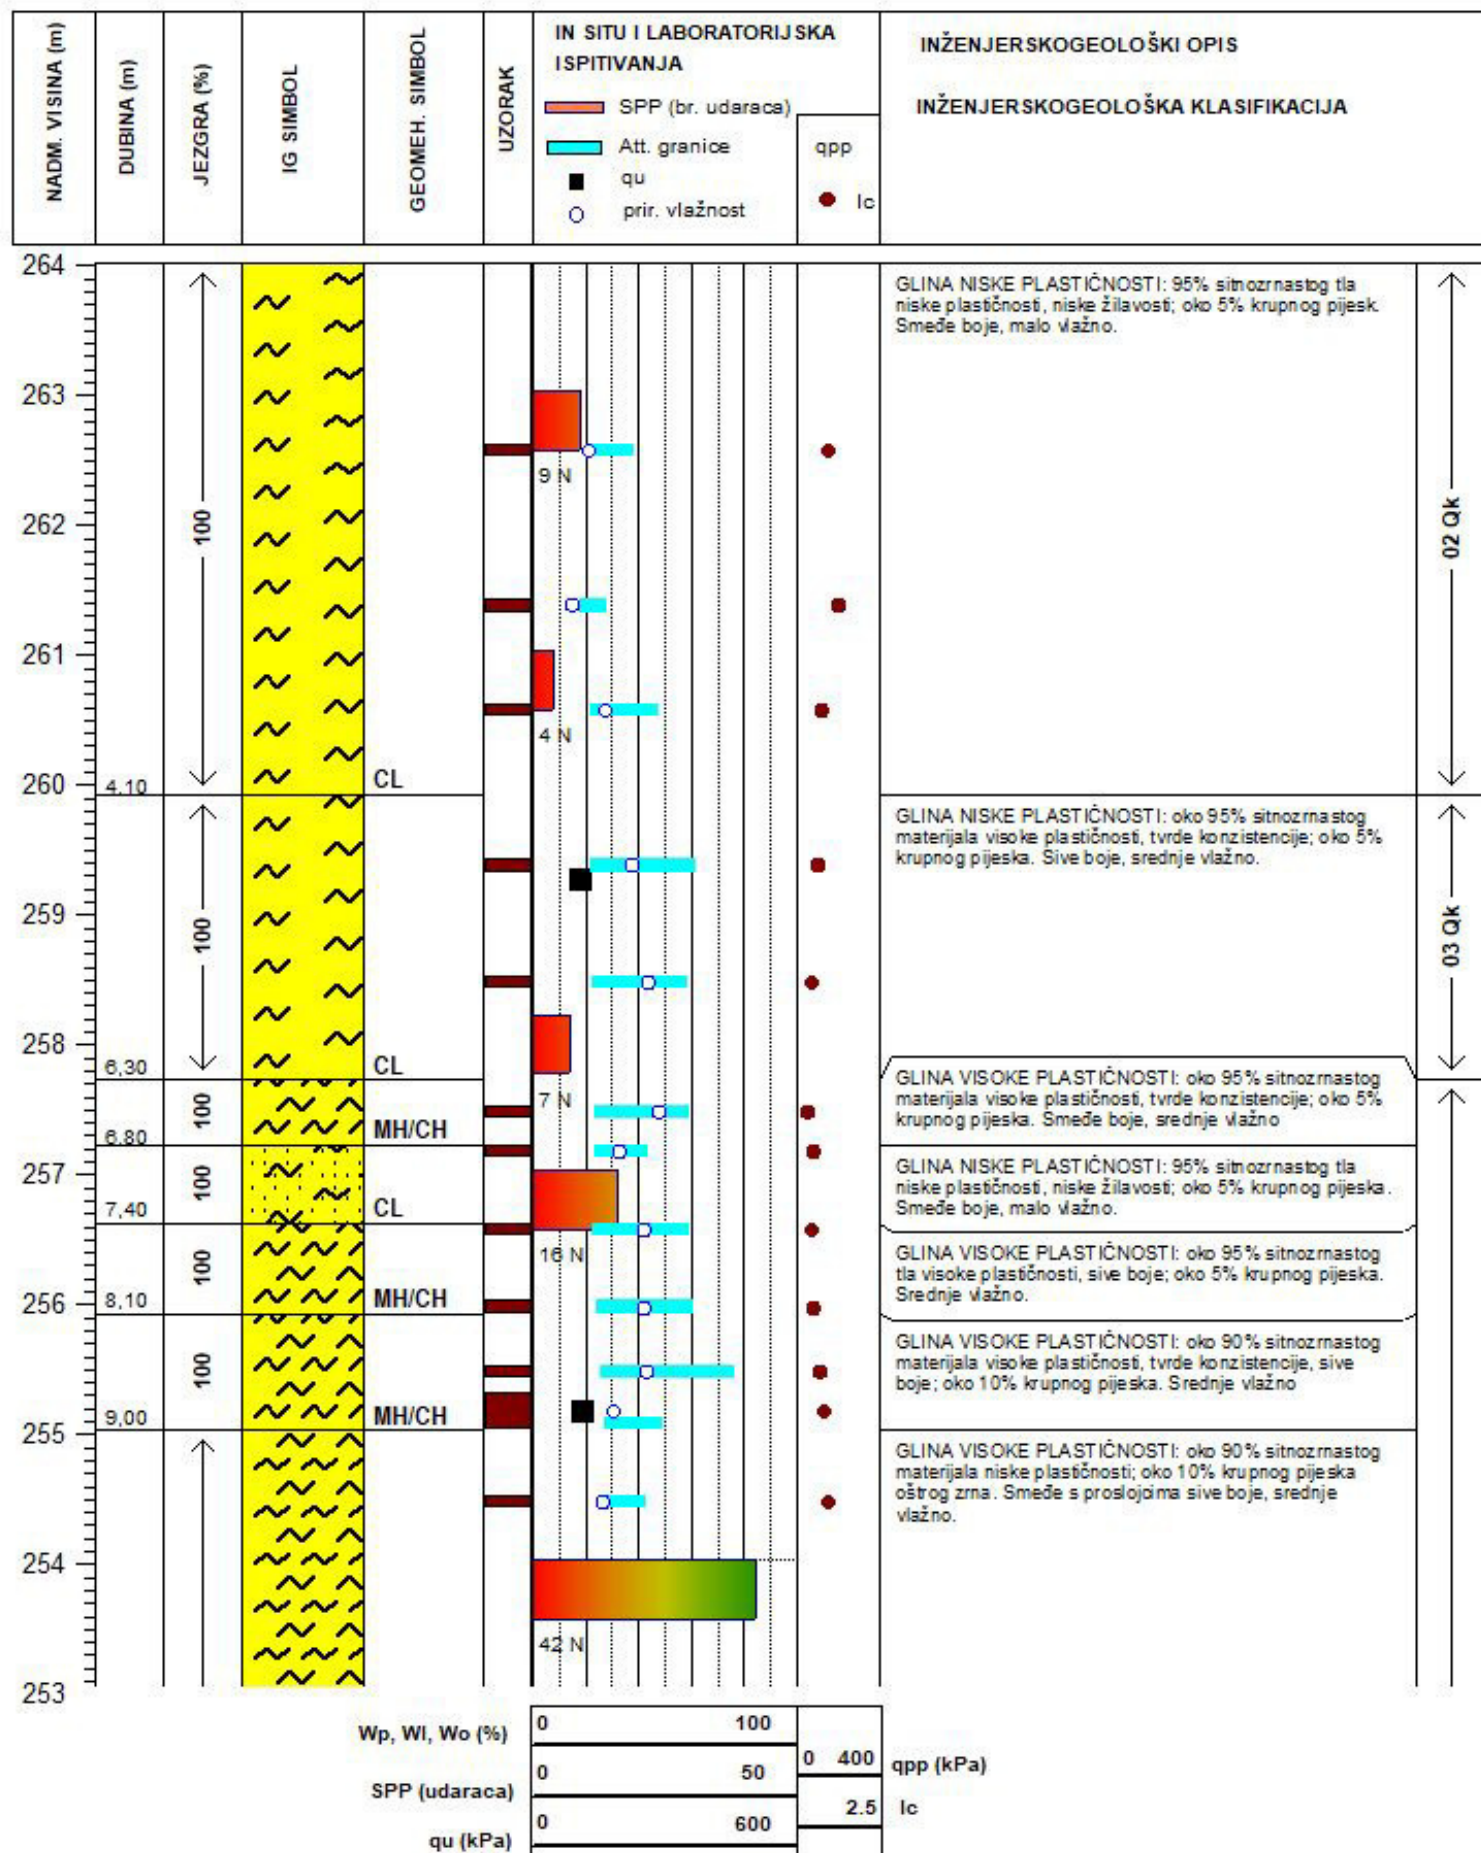 NADM. VISINA (m)
DUBINA (m)
JEZGRA (%)
IG SIMBOL
GEOMEH. SIMBOL
UZORAK
IN SITU I LABORATORIJSKA
ISPITIVANJA
SPP (br. udaraca)
Att. granice
qu
prir. vlažnost
qpp
Ic
INŽENJERSKOGEOLOŠKI OPIS
INŽENJERSKOGEOLOŠKA KLASIFIKACIJA
264
263
262
261
260
259
258
257
256
255
254
253
4,10
6,30
6,80
7,40
8,10
9,00
100
100
100
100
100
100
CL
CL
MH/CH
CL
MH/CH
MH/CH
9 N
4 N
7 N
16 N
42 N
GLINA NISKE PLASTIČNOSTI: 95% sitnozrnastog tla
niske plastičnosti, niske žilavosti; oko 5% krupnog pijesk.
Smeđe boje, malo vlažno.
GLINA NISKE PLASTIČNOSTI: oko 95% sitnozrnastog
materijala visoke plastičnosti, tvrde konzistencije; oko 5%
krupnog pijeska. Sive boje, srednje vlažno.
GLINA VISOKE PLASTIČNOSTI: oko 95% sitnozrnastog
materijala visoke plastičnosti, tvrde konzistencije; oko 5%
krupnog pijeska. Smeđe boje, srednje vlažno
GLINA NISKE PLASTIČNOSTI: 95% sitnozrnastog tla
niske plastičnosti, niske žilavosti; oko 5% krupnog pijeska.
Smeđe boje, malo vlažno.
GLINA VISOKE PLASTIČNOSTI: oko 95% sitnozrnastog
tla visoke plastičnosti, sive boje; oko 5% krupnog pijeska.
Srednje vlažno.
GLINA VISOKE PLASTIČNOSTI: oko 90% sitnozrnastog
materijala visoke plastičnosti, tvrde konzistencije, sive
boje; oko 10% krupnog pijeska. Srednje vlažno
GLINA VISOKE PLASTIČNOSTI: oko 90% sitnozrnastog
materijala niske plastičnosti; oko 10% krupnog pijeska
oštrog zrna. Smeđe s proslojcima sive boje, srednje
vlažno.
02 Qk
03 Qk
Wp, Wl, Wo (%) 0 100
SPP (udaraca) 0 50
qu (kPa) 0 600
0 400 qpp (kPa)
2.5 Ic